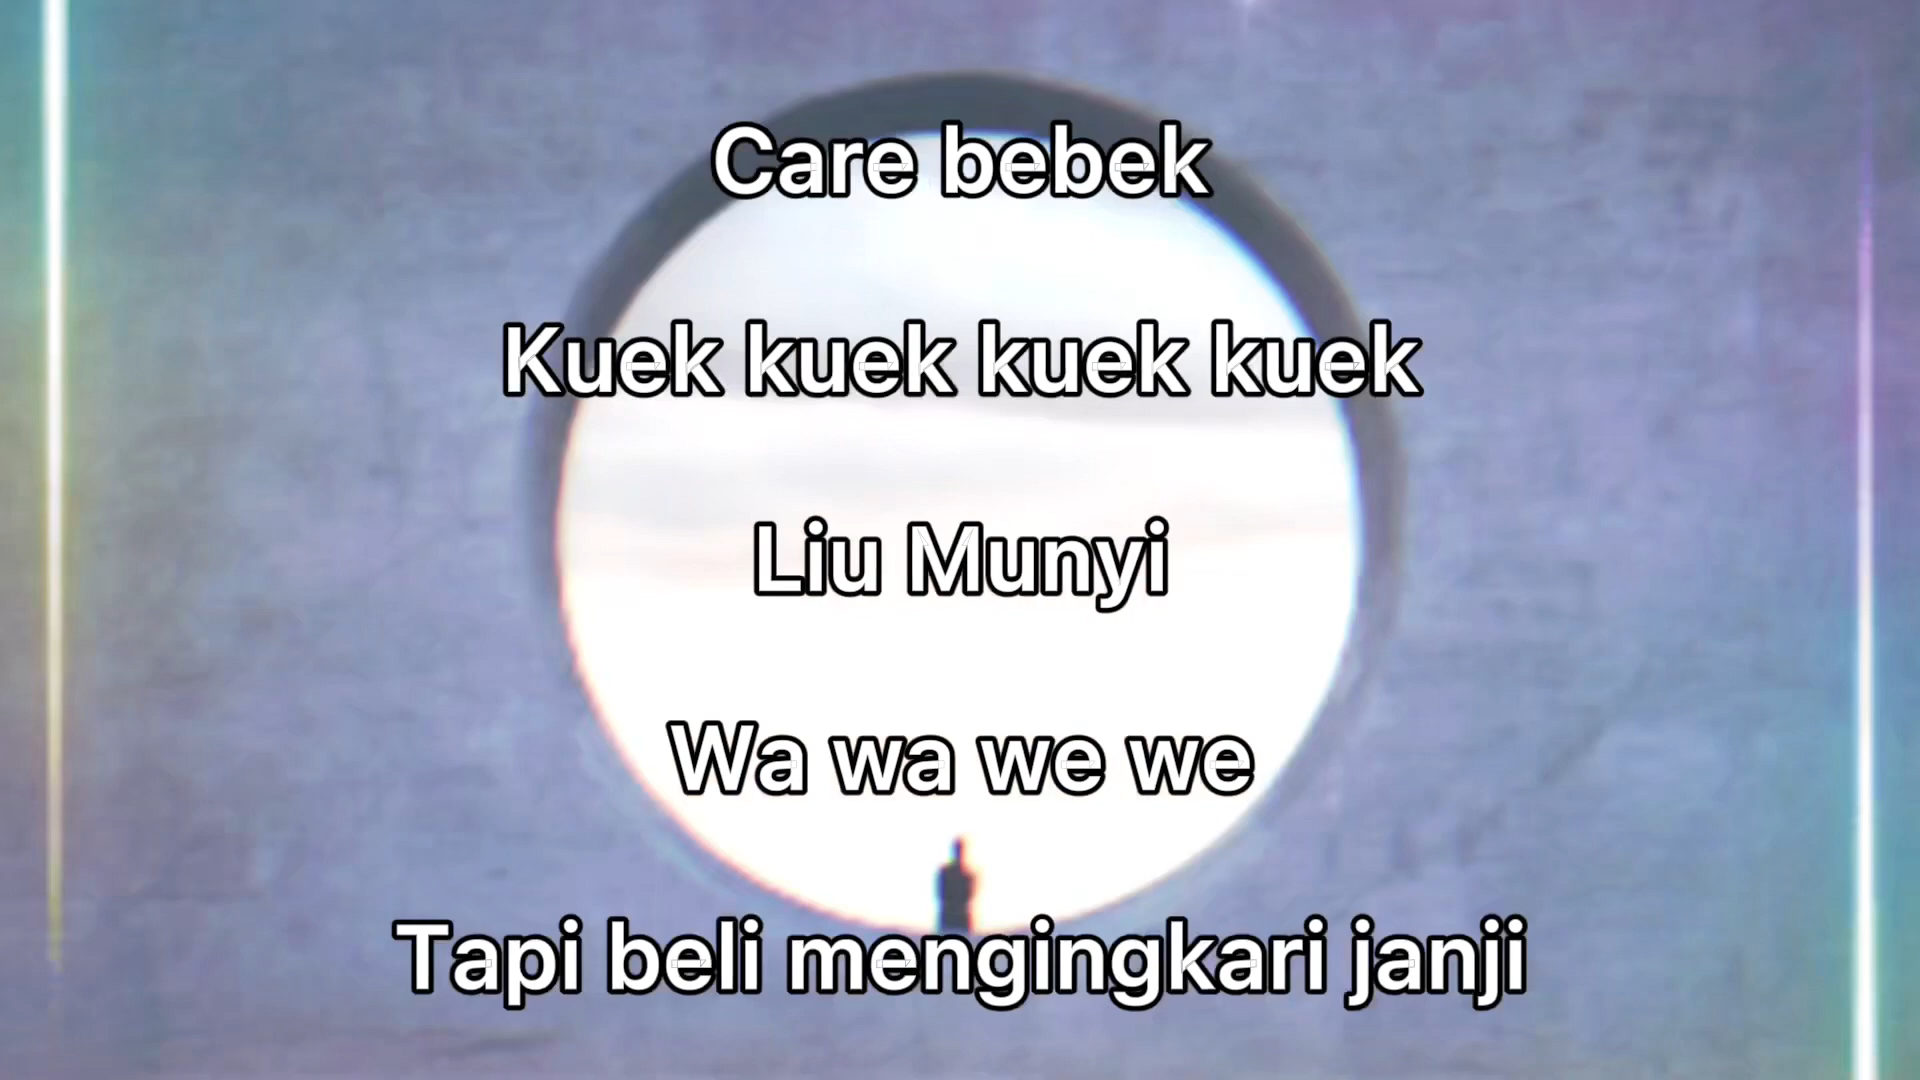 Care bebek
Kuek kuek kuek kuek
Liu Munyi
Wa wa we we
Tapi beli mengingkari janji